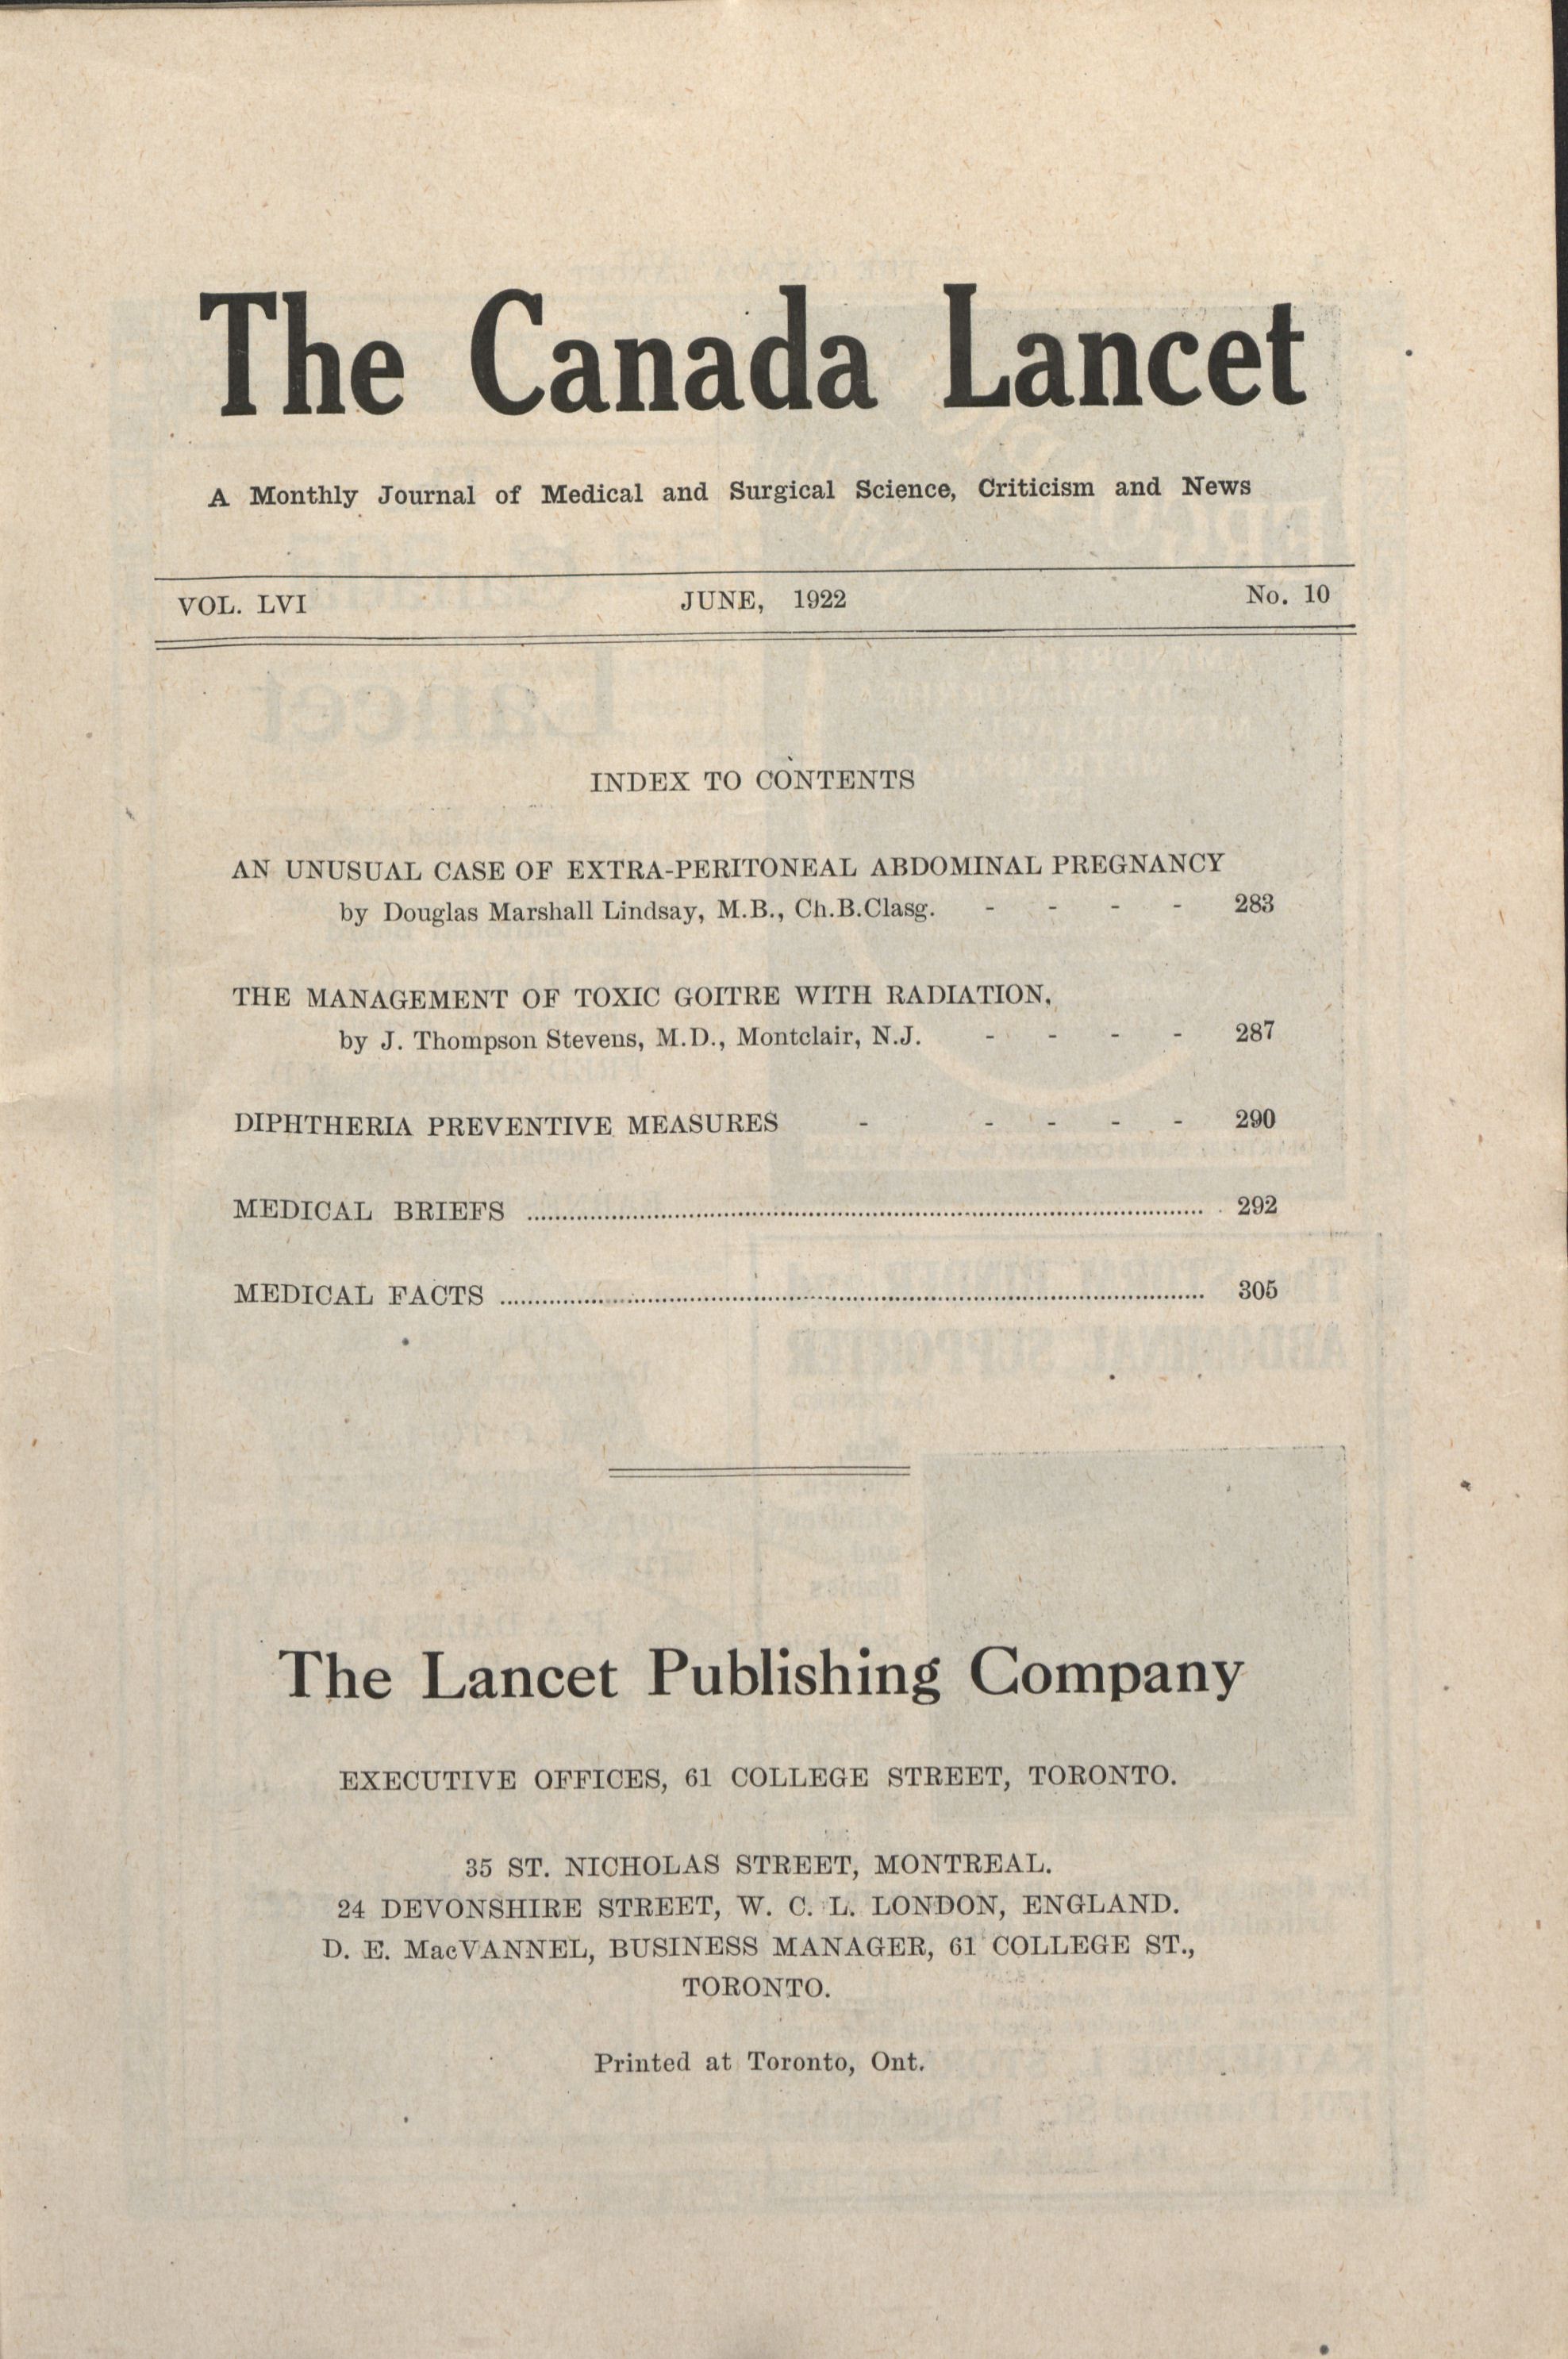 The Canada Lancet
A Monthly Journal of Medical and Surgical Science, Criticism and News
VOL. LVI JUNE, 1922 No. 10
INDEX TO CONTENTS
AN UNUSUAL CASE OF EXTRA-PERITONEAL ABDOMINAL PREGNANCY
by Douglas Marshall Lindsay, M.B., Ch.B.Clasg. - - - - 283
THE MANAGEMENT OF TOXIC GOITRE WITH RADIATION,
by J. Thompson Stevens, M.D., Montclair, N.J. - - - - 287
DIPHTHERIA PREVENTIVE MEASURES - - - - - 290
MEDICAL BRIEFS ........ 292
MEDICAL FACTS ........ 305
The Lancet Publishing Company
EXECUTIVE OFFICES, 61 COLLEGE STREET, TORONTO.
35 ST. NICHOLAS STREET, MONTREAL.
24 DEVONSHIRE STREET, W. C. L. LONDON, ENGLAND.
D. E. MacVANNEL, BUSINESS MANAGER, 61 COLLEGE ST.,
TORONTO.
Printed at Toronto, Ont.